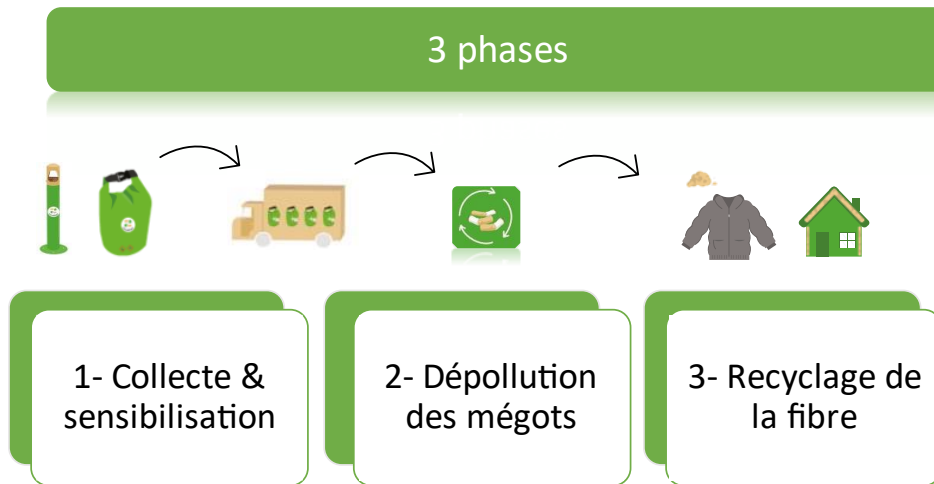 3 phases
1- Collecte &
sensibilisation
2- Dépollution
des mégots
3- Recyclage de
la fibre